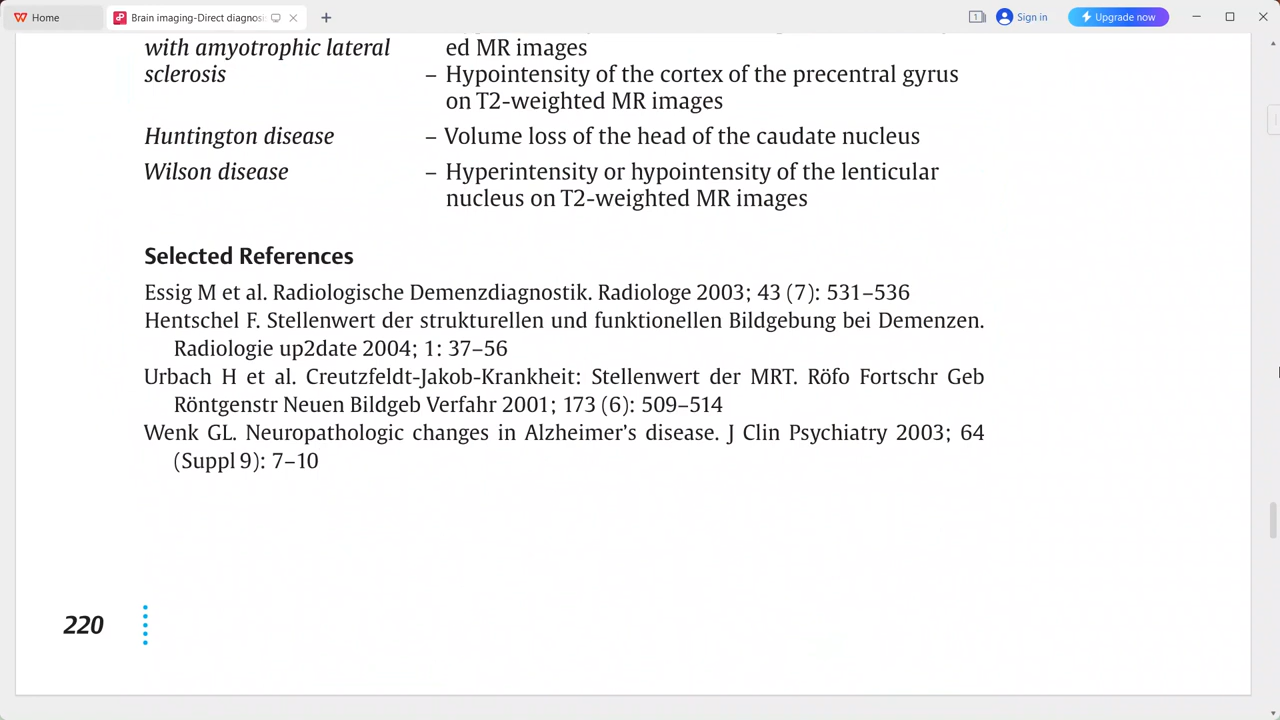 Home
Brain imaging-Direct diagnosi
1
Sign in
Upgrade now
with amyotrophic lateral
ed MR images
sclerosis
– Hypointensity of the cortex of the precentral gyrus
on T2-weighted MR images
Huntington disease – Volume loss of the head of the caudate nucleus
Wilson disease – Hyperintensity or hypointensity of the lenticular
nucleus on T2-weighted MR images
Selected References
Essig M et al. Radiologische Demenzdiagnostik. Radiologe 2003; 43 (7): 531–536
Hentschel F. Stellenwert der strukturellen und funktionellen Bildgebung bei Demenzen.
Radiologie up2date 2004; 1: 37–56
Urbach H et al. Creutzfeldt-Jakob-Krankheit: Stellenwert der MRT. Röfo Fortschr Geb
Röntgenstr Neuen Bildgeb Verfahr 2001; 173 (6): 509–514
Wenk GL. Neuropathologic changes in Alzheimer's disease. J Clin Psychiatry 2003; 64
(Suppl 9): 7–10
220